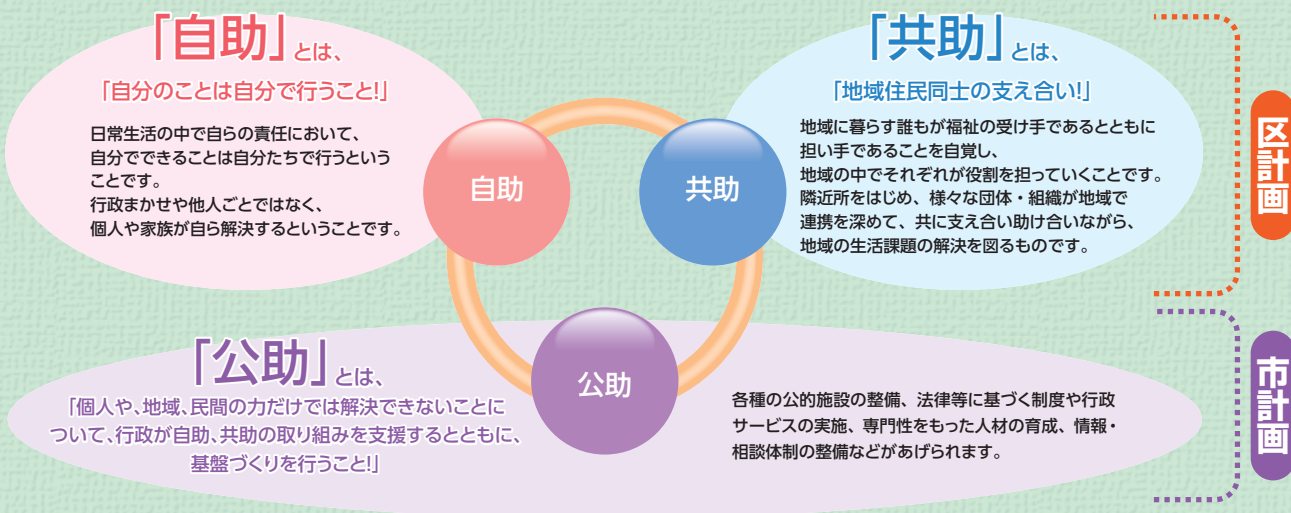 「自助」とは、
「自分のことは自分で行うこと!」
日常生活の中で自らの責任において、
自分でできることは自分たちで行うという
ことです。
行政まかせや他人ごとではなく、
個人や家族が自ら解決するということです。
「共助」とは、
「地域住民同士の支え合い!」
地域に暮らす誰もが福祉の受け手であるとともに
担い手であることを自覚し、
地域の中でそれぞれが役割を担っていくことです。
隣近所をはじめ、様々な団体・組織が地域で
連携を深めて、共に支え合い助け合いながら、
地域の生活課題の解決を図るものです。
自助
共助
区計画
「公助」とは、
「個人や、地域、民間の力だけでは解決できないことに
ついて、行政が自助、共助の取り組みを支援するとともに、
基盤づくりを行うこと!」
公助
各種の公的施設の整備、法律等に基づく制度や行政
サービスの実施、専門性をもった人材の育成、情報・
相談体制の整備などがあげられます。
市計画